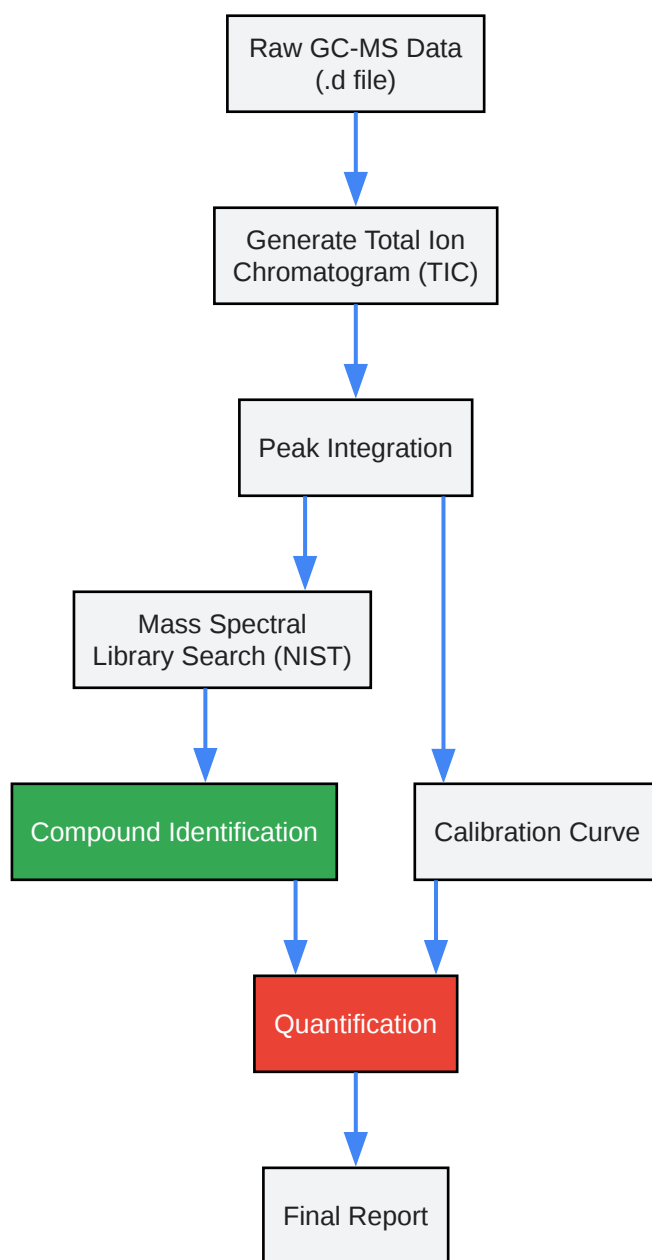 Raw GC-MS Data
(.d file)
Generate Total Ion
Chromatogram (TIC)
Peak Integration
Mass Spectral
Library Search (NIST)
Compound Identification
Calibration Curve
Quantification
Final Report